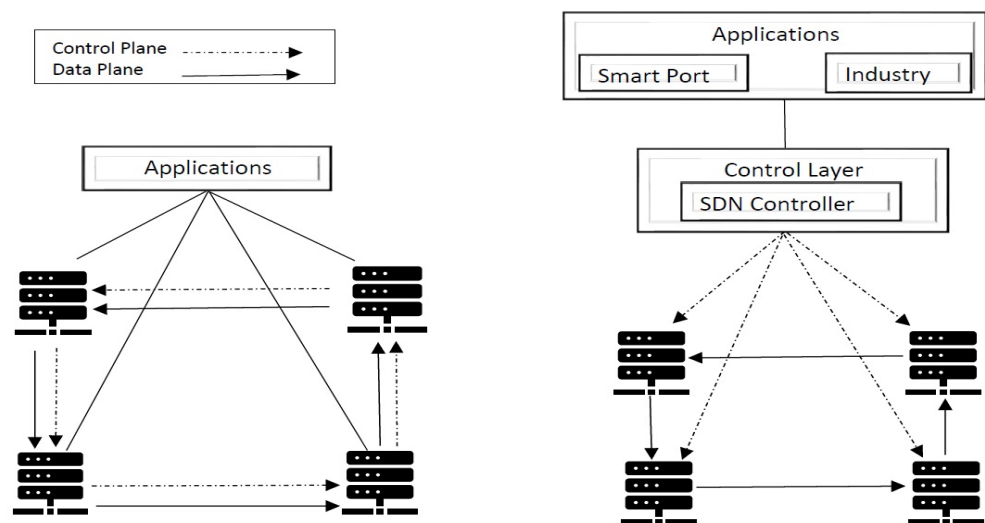 Control Plane
Data Plane
Applications
Applications
Smart Port
Industry
Control Layer
SDN Controller